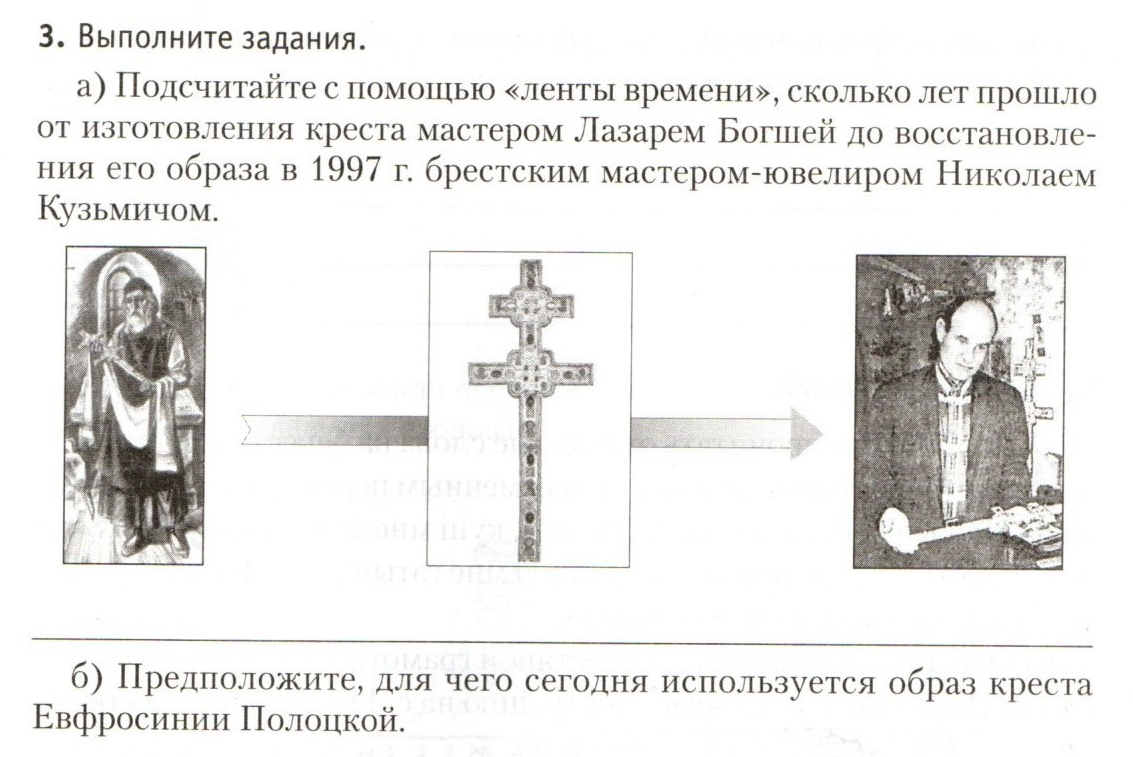 3. Выполните задания.
а) Подсчитайте с помощью «ленты времени», сколько лет прошло
от изготовления креста мастером Лазарем Богшей до восстановле-
ния его образа в 1997 г. брестским мастером-ювелиром Николаем
Кузьмичом.
б) Предположите, для чего сегодня используется образ креста
Евфросинии Полоцкой.